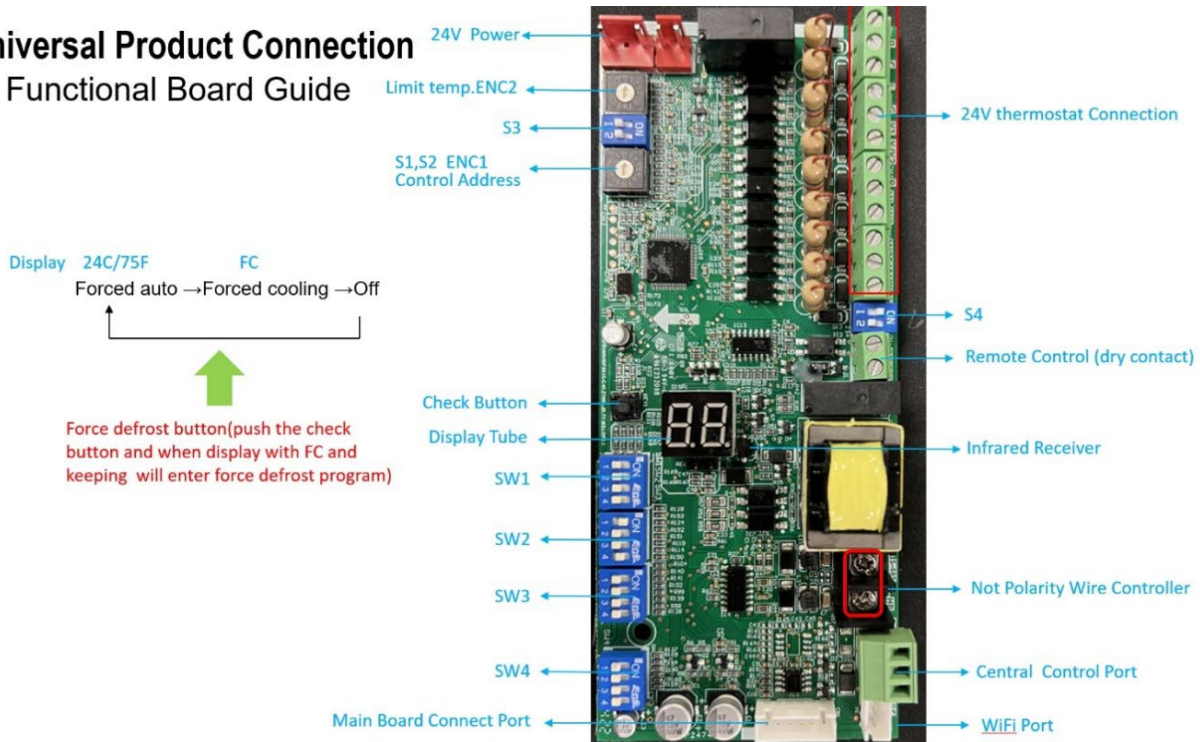 niversal Product Connection
Functional Board Guide
24V Power
Limit temp.ENC2
S3
S1,S2 ENC1
Control Address
24V thermostat Connection
Display 24C/75F FC
Forced auto →Forced cooling →Off
Force defrost button(push the check
button and when display with FC and
keeping will enter force defrost program)
S4
Remote Control (dry contact)
Check Button
Display Tube
Infrared Receiver
SW1
SW2
SW3
Not Polarity Wire Controller
SW4
Central Control Port
Main Board Connect Port
WiFi Port